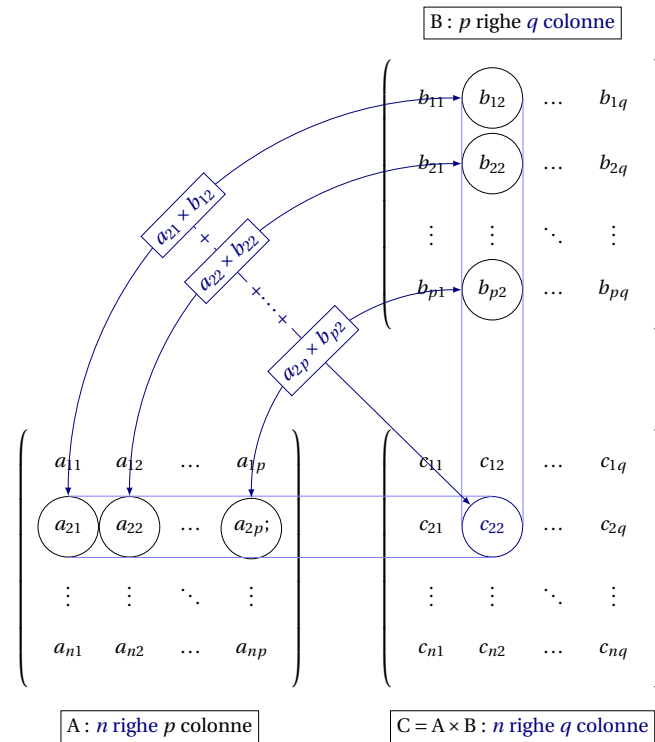 B : p righe q colonne
b11 b12 … b1q
b21 b22 … b2q
⋮ ⋮ ⋱ ⋮
bp1 bp2 … bpq
a21 × b12
+
a22 × b22
+⋯+
a2p × bp2
a11 a12 … a1p
a21 a22 … a2p;
⋮ ⋮ ⋱ ⋮
an1 an2 … anp
c11 c12 … c1q
c21 c22 … c2q
⋮ ⋮ ⋱ ⋮
cn1 cn2 … cnq
A : n righe p colonne
C = A × B : n righe q colonne